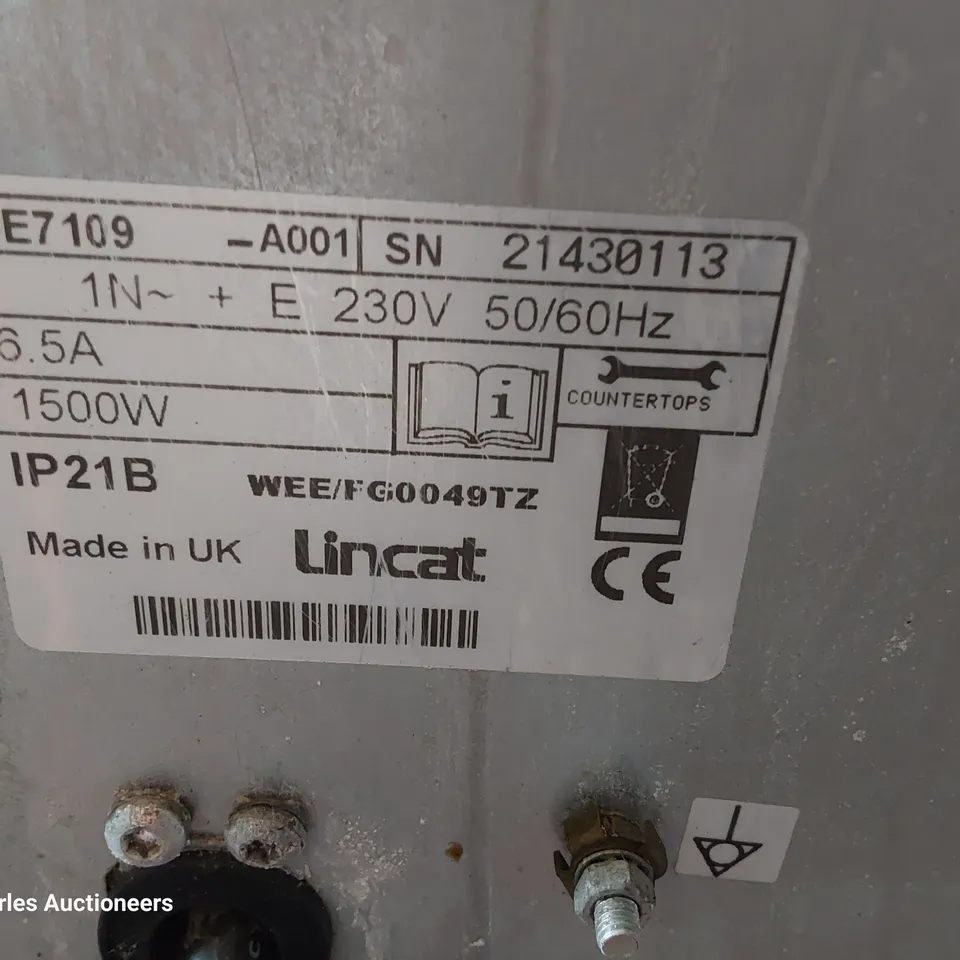 E7109 –A001 SN 21430113
1N~ + E 230V 50/60Hz
6.5A
1500W
i
COUNTERTOPS
IP21B WEE/FG0049TZ
Made in UK Lincat
CE
rles Auctioneers